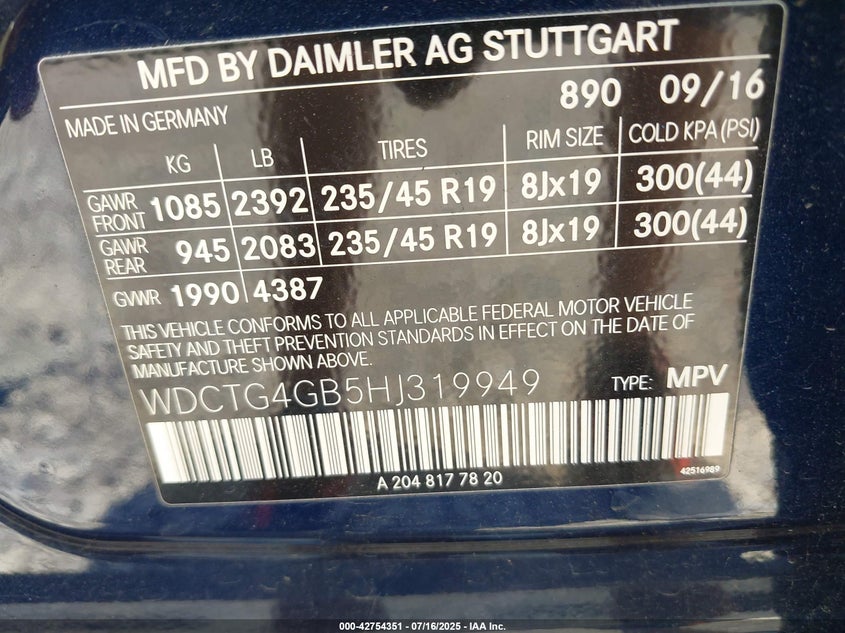 MFD BY DAIMLER AG STUTTGART
890 09/16
MADE IN GERMANY
KG LB TIRES RIM SIZE COLD KPA (PSI)
GAWR FRONT 1085 2392 235/45 R19 8Jx19 300(44)
GAWR REAR 945 2083 235/45 R19 8Jx19 300(44)
GVWR 1990 4387
THIS VEHICLE CONFORMS TO ALL APPLICABLE FEDERAL MOTOR VEHICLE
SAFETY AND THEFT PREVENTION STANDARDS IN EFFECT ON THE DATE OF
MANUFACTURE SHOWN ABOVE.
WDCTG4GB5HJ319949 TYPE: MPV
A 204 817 78 20
42516989
000-42754351 - 07/16/2025 - IAA Inc.